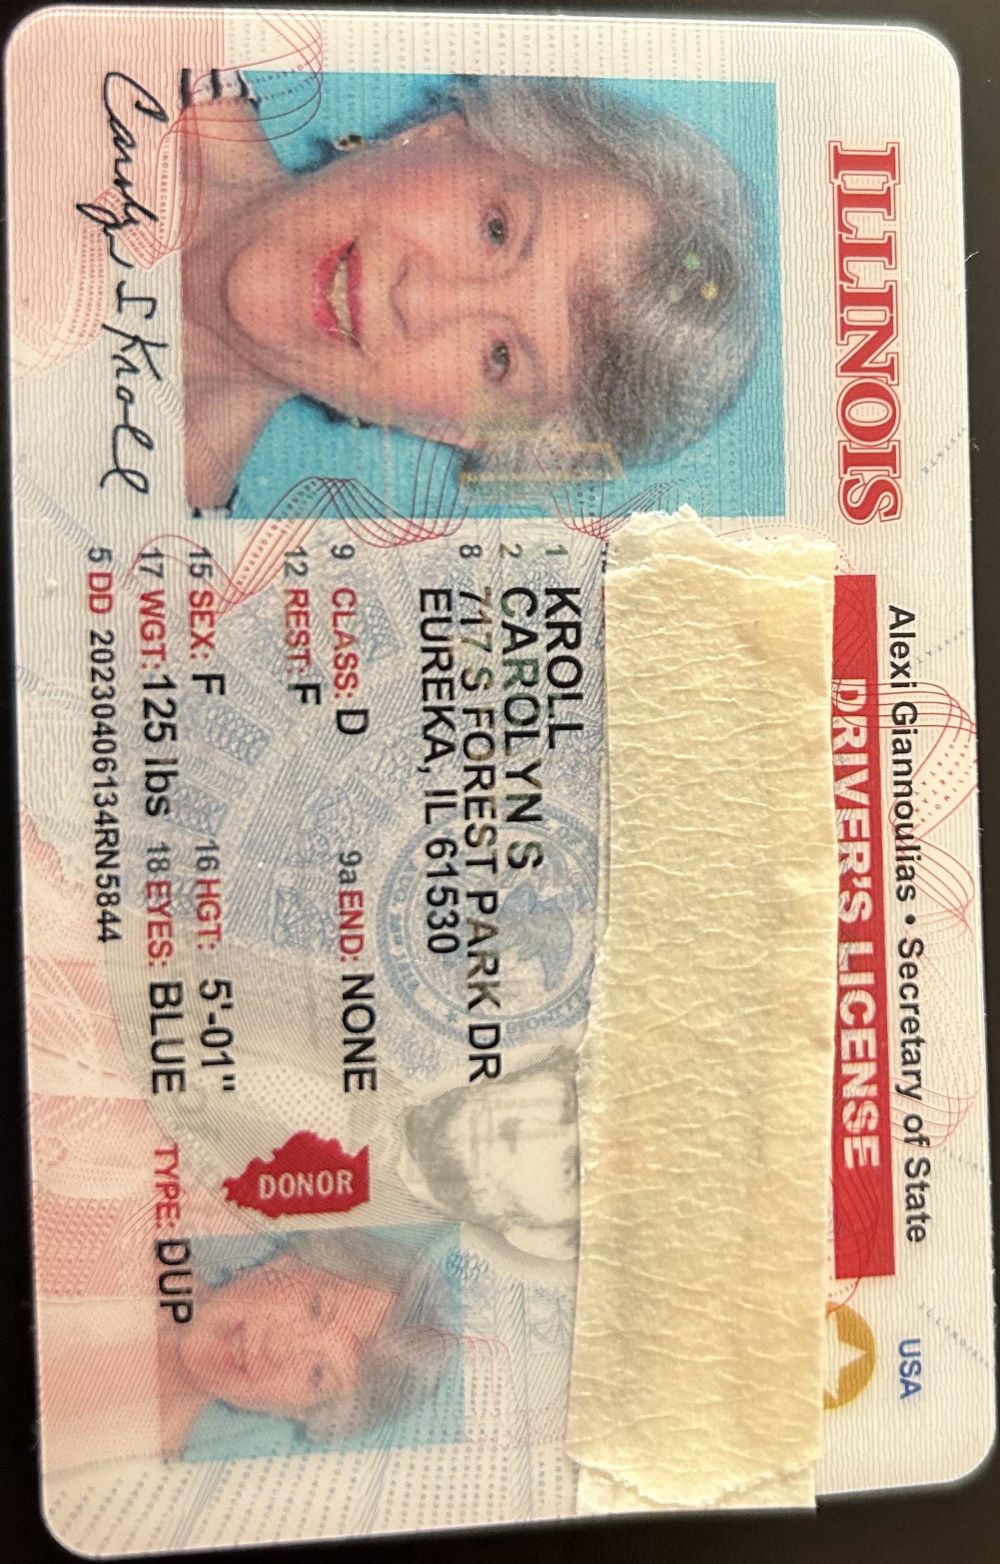 ILLINOIS
Alexi Giannoulias • Secretary of State
USA
DRIVER'S LICENSE
1 KROLL
2 CAROLYN S
8 717 S FOREST PARK DR
EUREKA, IL 61530
9 CLASS: D 9a END: NONE
12 REST: F
15 SEX: F 16 HGT: 5'-01"
17 WGT: 125 lbs 18 EYES: BLUE TYPE: DUP
5 DD 20230406134RN5844
DONOR
Carolyn S Kroll